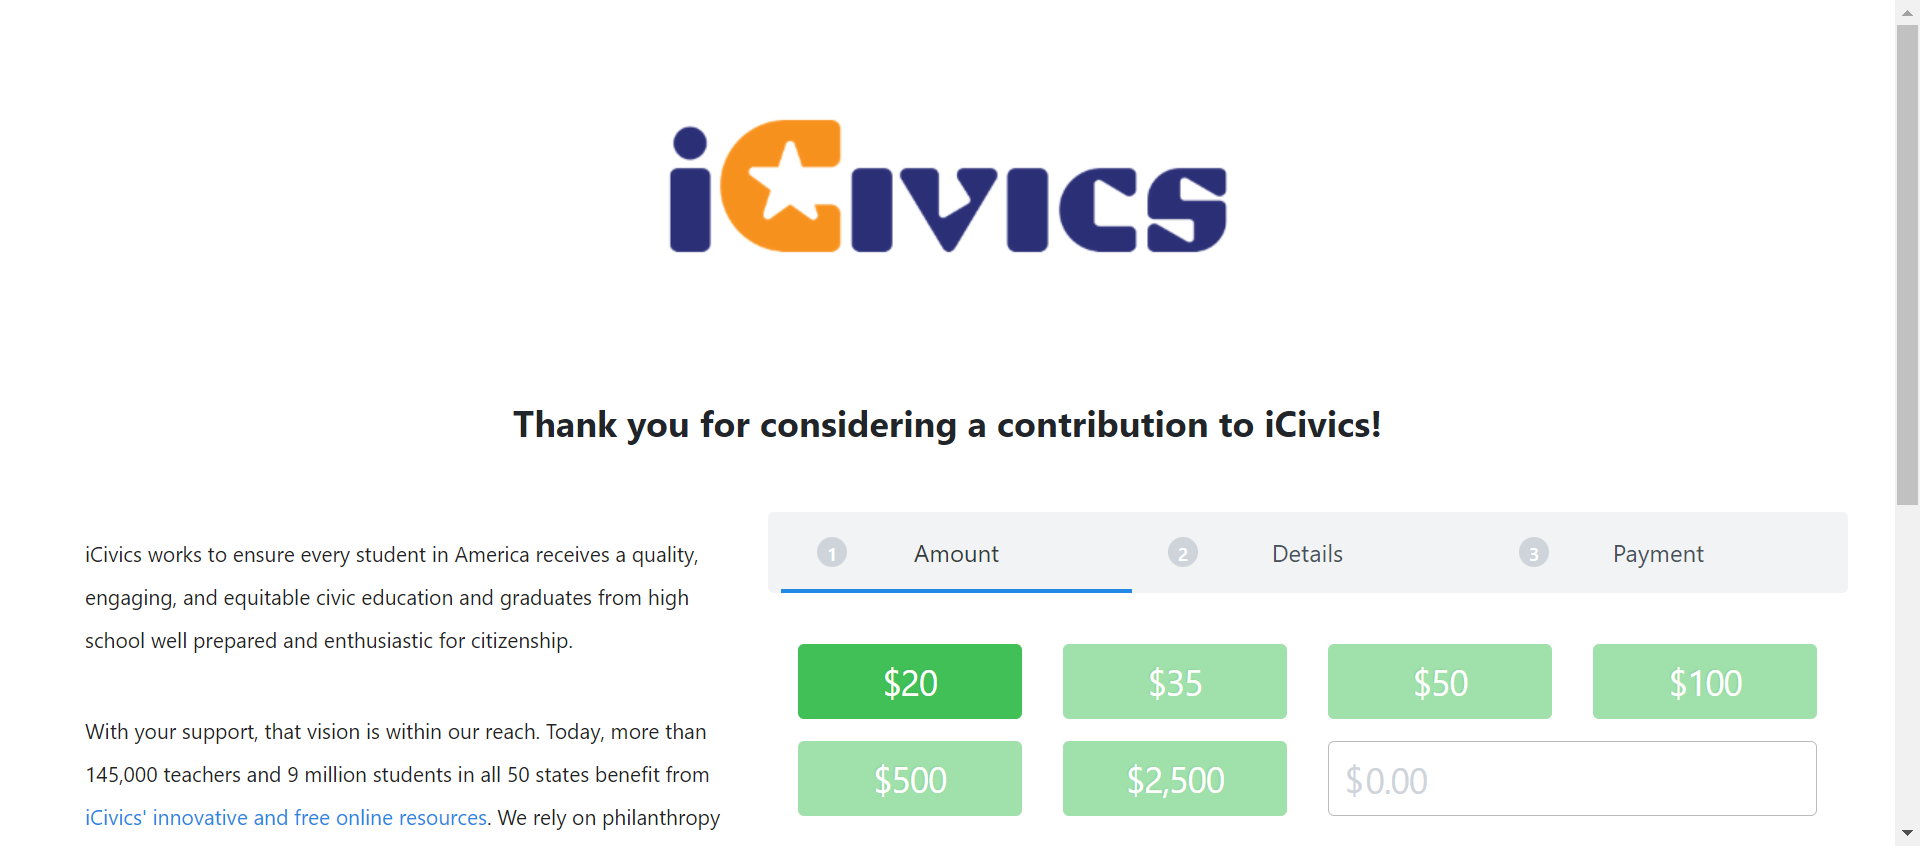 iCivics
Thank you for considering a contribution to iCivics!
iCivics works to ensure every student in America receives a quality,
engaging, and equitable civic education and graduates from high
school well prepared and enthusiastic for citizenship.
With your support, that vision is within our reach. Today, more than
145,000 teachers and 9 million students in all 50 states benefit from
iCivics' innovative and free online resources. We rely on philanthropy
1 Amount 2 Details 3 Payment
$20 $35 $50 $100
$500 $2,500 $0.00